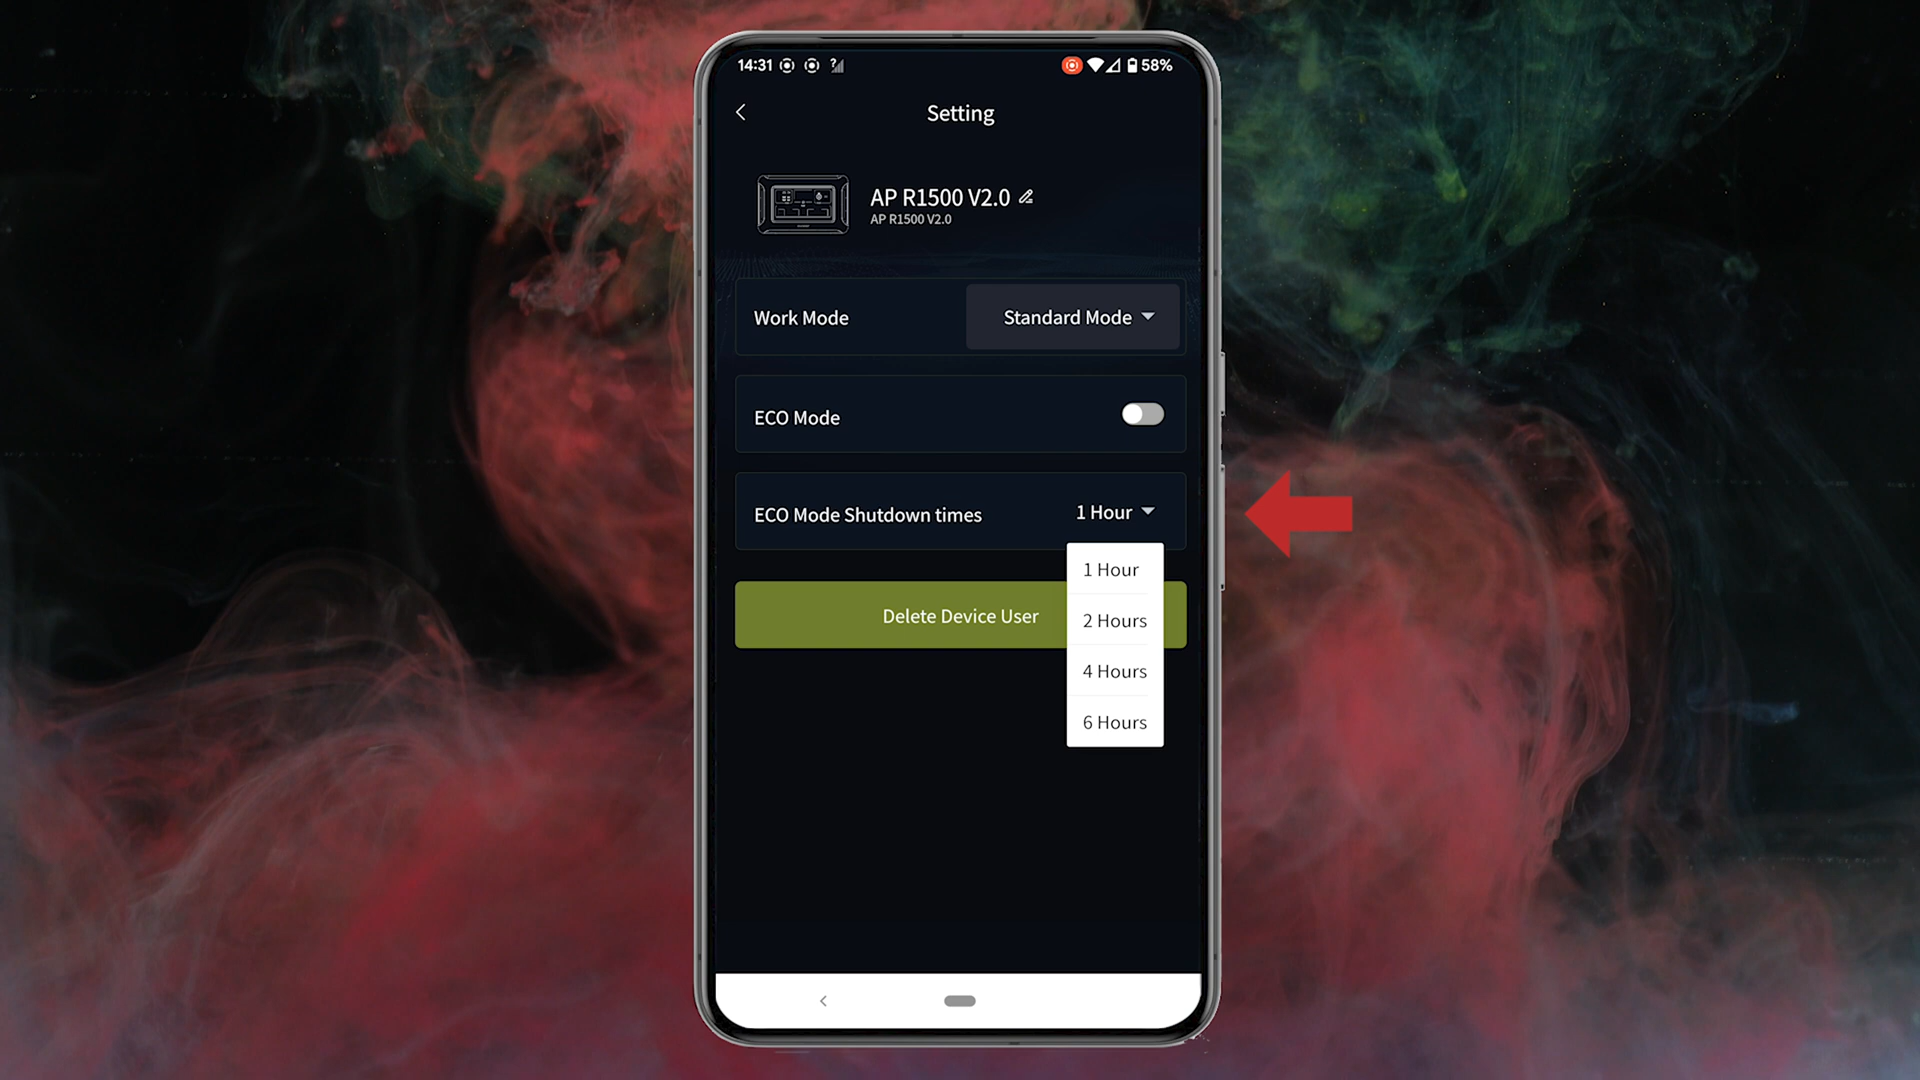 14:31 58%
Setting
AP R1500 V2.0
AP R1500 V2.0
Work Mode Standard Mode
ECO Mode
ECO Mode Shutdown times 1 Hour
1 Hour
Delete Device User
2 Hours
4 Hours
6 Hours